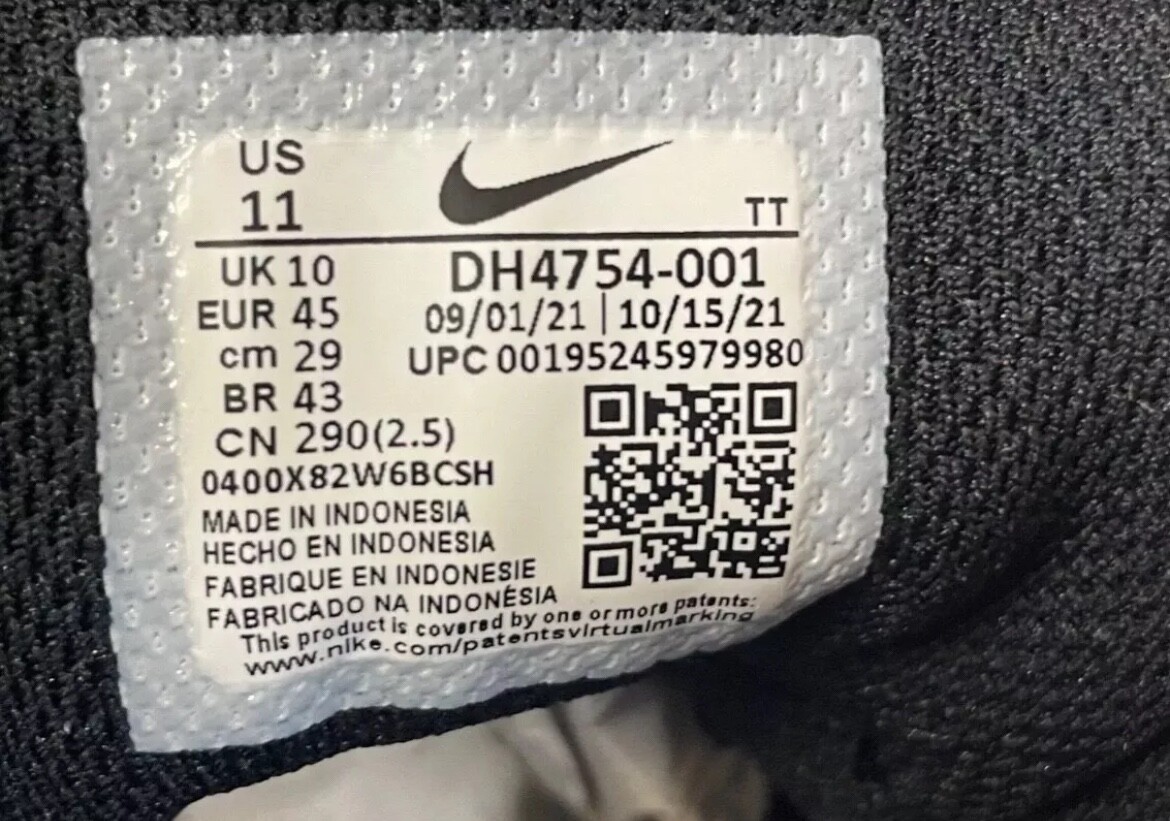 US
11
TT
UK 10
DH4754-001
EUR 45
09/01/21 | 10/15/21
cm 29
UPC 00195245979980
BR 43
CN 290(2.5)
0400X82W6BCSH
MADE IN INDONESIA
HECHO EN INDONESIA
FABRIQUE EN INDONESIE
FABRICADO NA INDONÉSIA
This product is covered by one or more patents:
www.nike.com/patentsvirtualmarking